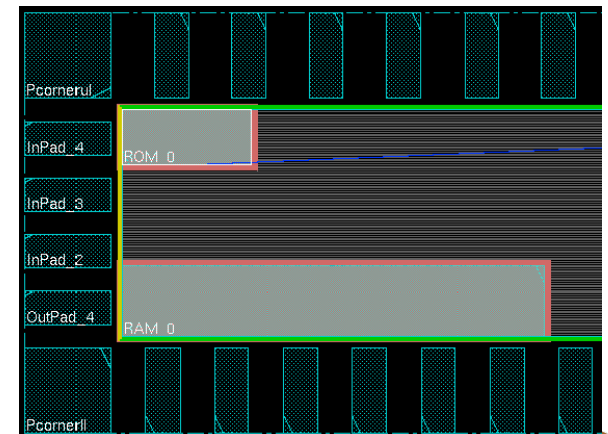 Pcornerul
InPad_4
ROM_0
InPad_3
InPad_2
OutPad_4
RAM_0
Pcornerll